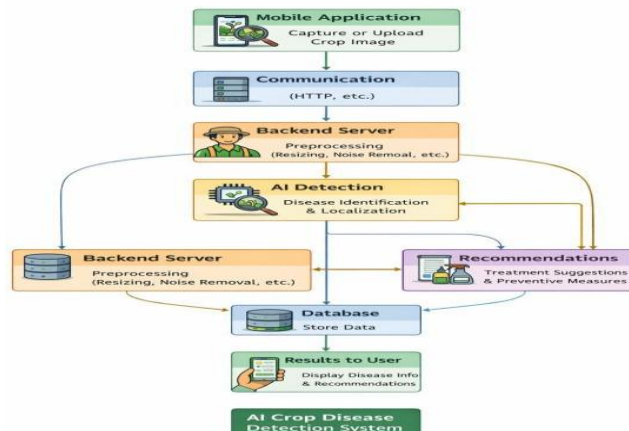 Mobile Application
Capture or Upload
Crop Image
Communication
(HTTP, etc.)
Backend Server
Preprocessing
(Resizing, Noise Remoal, etc.)
AI Detection
Disease Identification
& Localization
Backend Server
Preprocessing
(Resizing, Noise Removal, etc.)
Recommendations
Treatment Suggestions
& Preventive Measures
Database
Store Data
Results to User
Display Disease Info
& Recommendations
AI Crop Disease
Detection System